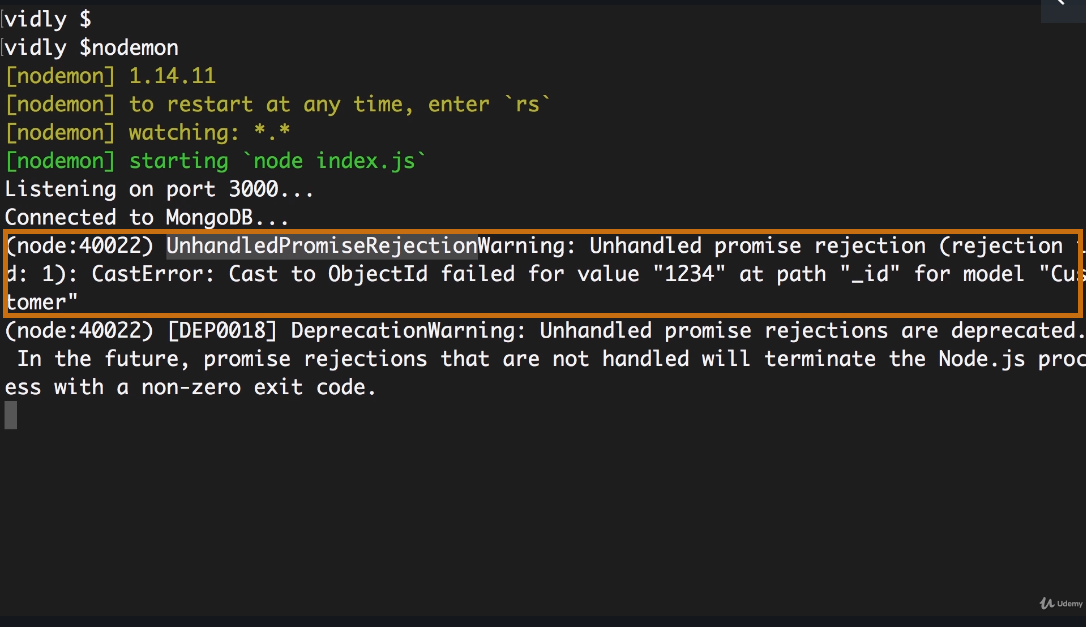 vidly $
vidly $nodemon
[nodemon] 1.14.11
[nodemon] to restart at any time, enter `rs`
[nodemon] watching: *.*
[nodemon] starting `node index.js`
Listening on port 3000...
Connected to MongoDB...
(node:40022) UnhandledPromiseRejectionWarning: Unhandled promise rejection (rejection i
d: 1): CastError: Cast to ObjectId failed for value "1234" at path "_id" for model "Cus
tomer"
(node:40022) [DEP0018] DeprecationWarning: Unhandled promise rejections are deprecated.
In the future, promise rejections that are not handled will terminate the Node.js proc
ess with a non-zero exit code.
Udemy